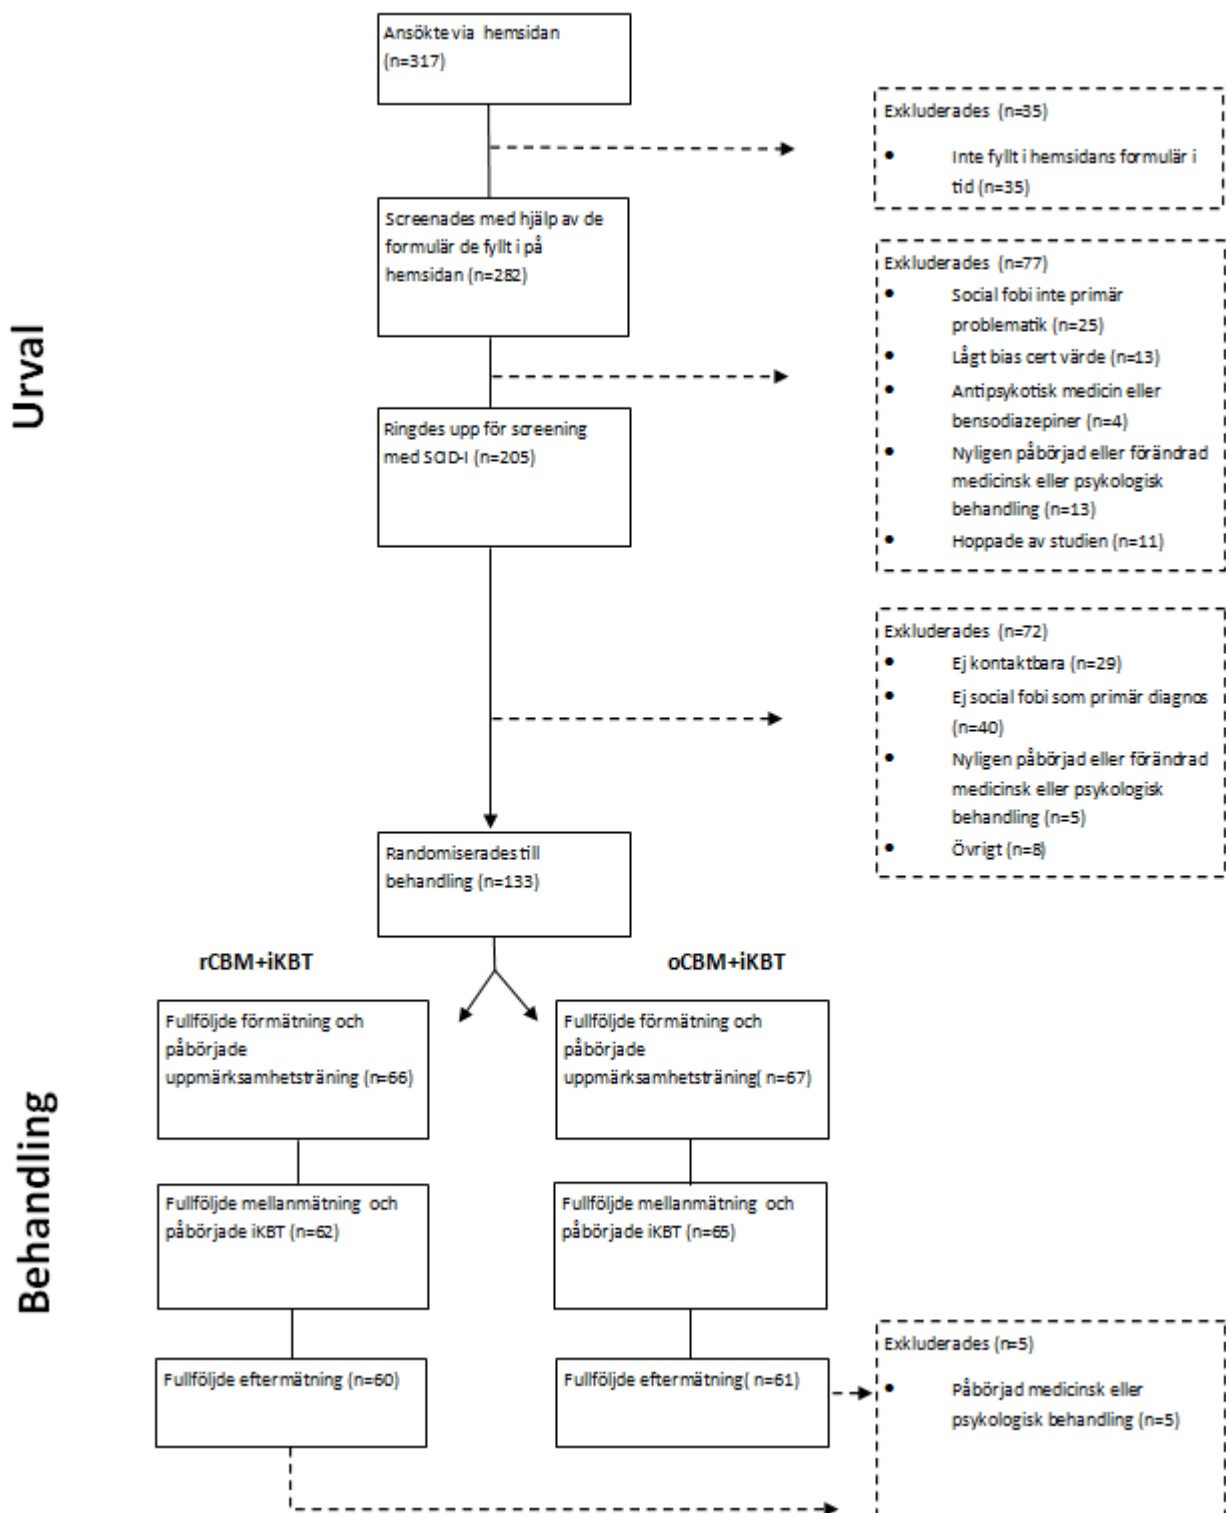 Ansökte via hemsidan
(n=317)
Exkluderades (n=35)
• Inte fyllt i hemsidans formulär i
tid (n=35)
Screenades med hjälp av de
formulär de fyllt i på
hemsidan (n=282)
Exkluderades (n=77)
• Social fobi inte primär
problematik (n=25)
• Lågt bias cert värde (n=13)
• Antipsykotisk medicin eller
bensodiazepiner (n=4)
• Nyligen påbörjad eller förändrad
medicinsk eller psykologisk
behandling (n=13)
• Hoppade av studien (n=11)
Urval
Ringdes upp för screening
med SCID-I (n=205)
Exkluderades (n=72)
• Ej kontaktbara (n=29)
• Ej social fobi som primär diagnos
(n=40)
• Nyligen påbörjad eller förändrad
medicinsk eller psykologisk
behandling (n=5)
• Övrigt (n=8)
Randomiserades till
behandling (n=133)
rCBM+iKBT
oCBM+iKBT
Fullföljde förmätning och
påbörjade
uppmärksamhetsträning (n=66)
Fullföljde förmätning och
påbörjade
uppmärksamhetsträning( n=67)
Behandling
Fullföljde mellanmätning och
påbörjade iKBT (n=62)
Fullföljde mellanmätning och
påbörjade iKBT (n=65)
Fullföljde eftermätning (n=60)
Fullföljde eftermätning( n=61)
Exkluderades (n=5)
• Påbörjad medicinsk eller
psykologisk behandling (n=5)